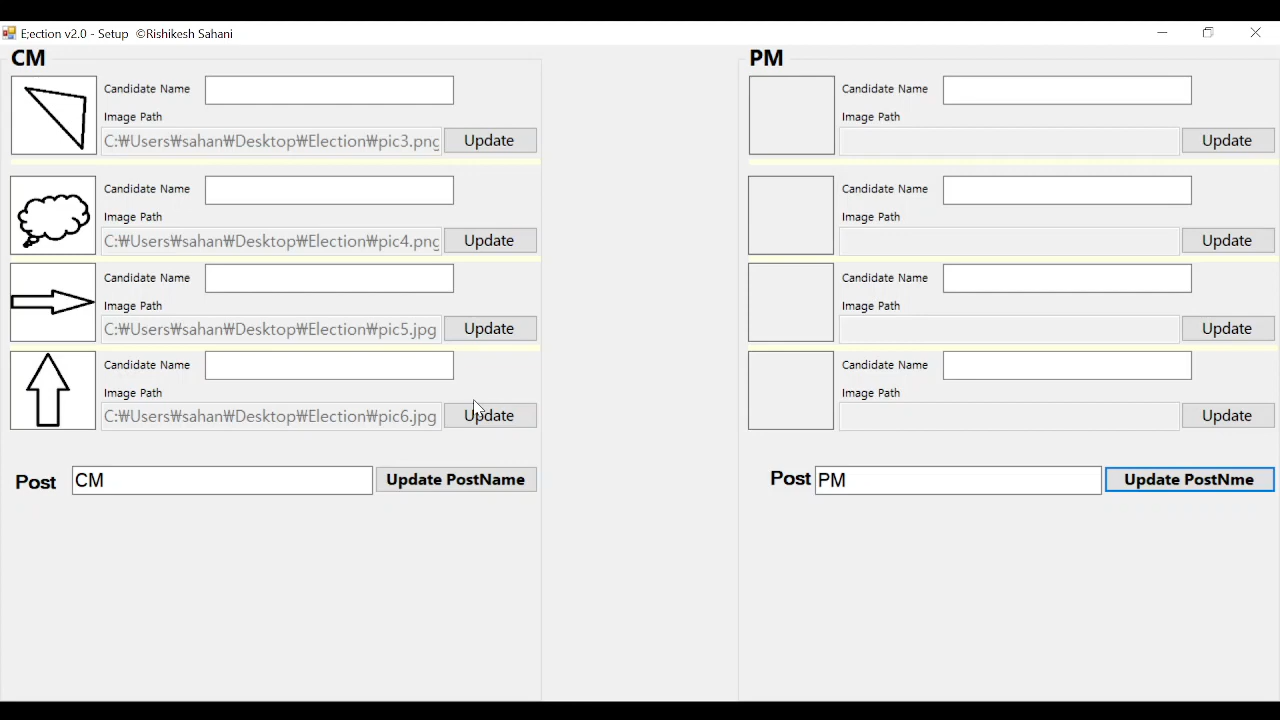 E;ection v2.0 - Setup ©Rishikesh Sahani
CM
Candidate Name
Image Path
C:₩Users₩sahan₩Desktop₩Election₩pic3.png
Update
Candidate Name
Image Path
C:₩Users₩sahan₩Desktop₩Election₩pic4.png
Update
Candidate Name
Image Path
C:₩Users₩sahan₩Desktop₩Election₩pic5.jpg
Update
Candidate Name
Image Path
C:₩Users₩sahan₩Desktop₩Election₩pic6.jpg
Update
Post CM Update PostName
PM
Candidate Name
Image Path
Update
Candidate Name
Image Path
Update
Candidate Name
Image Path
Update
Candidate Name
Image Path
Update
Post PM Update PostNme